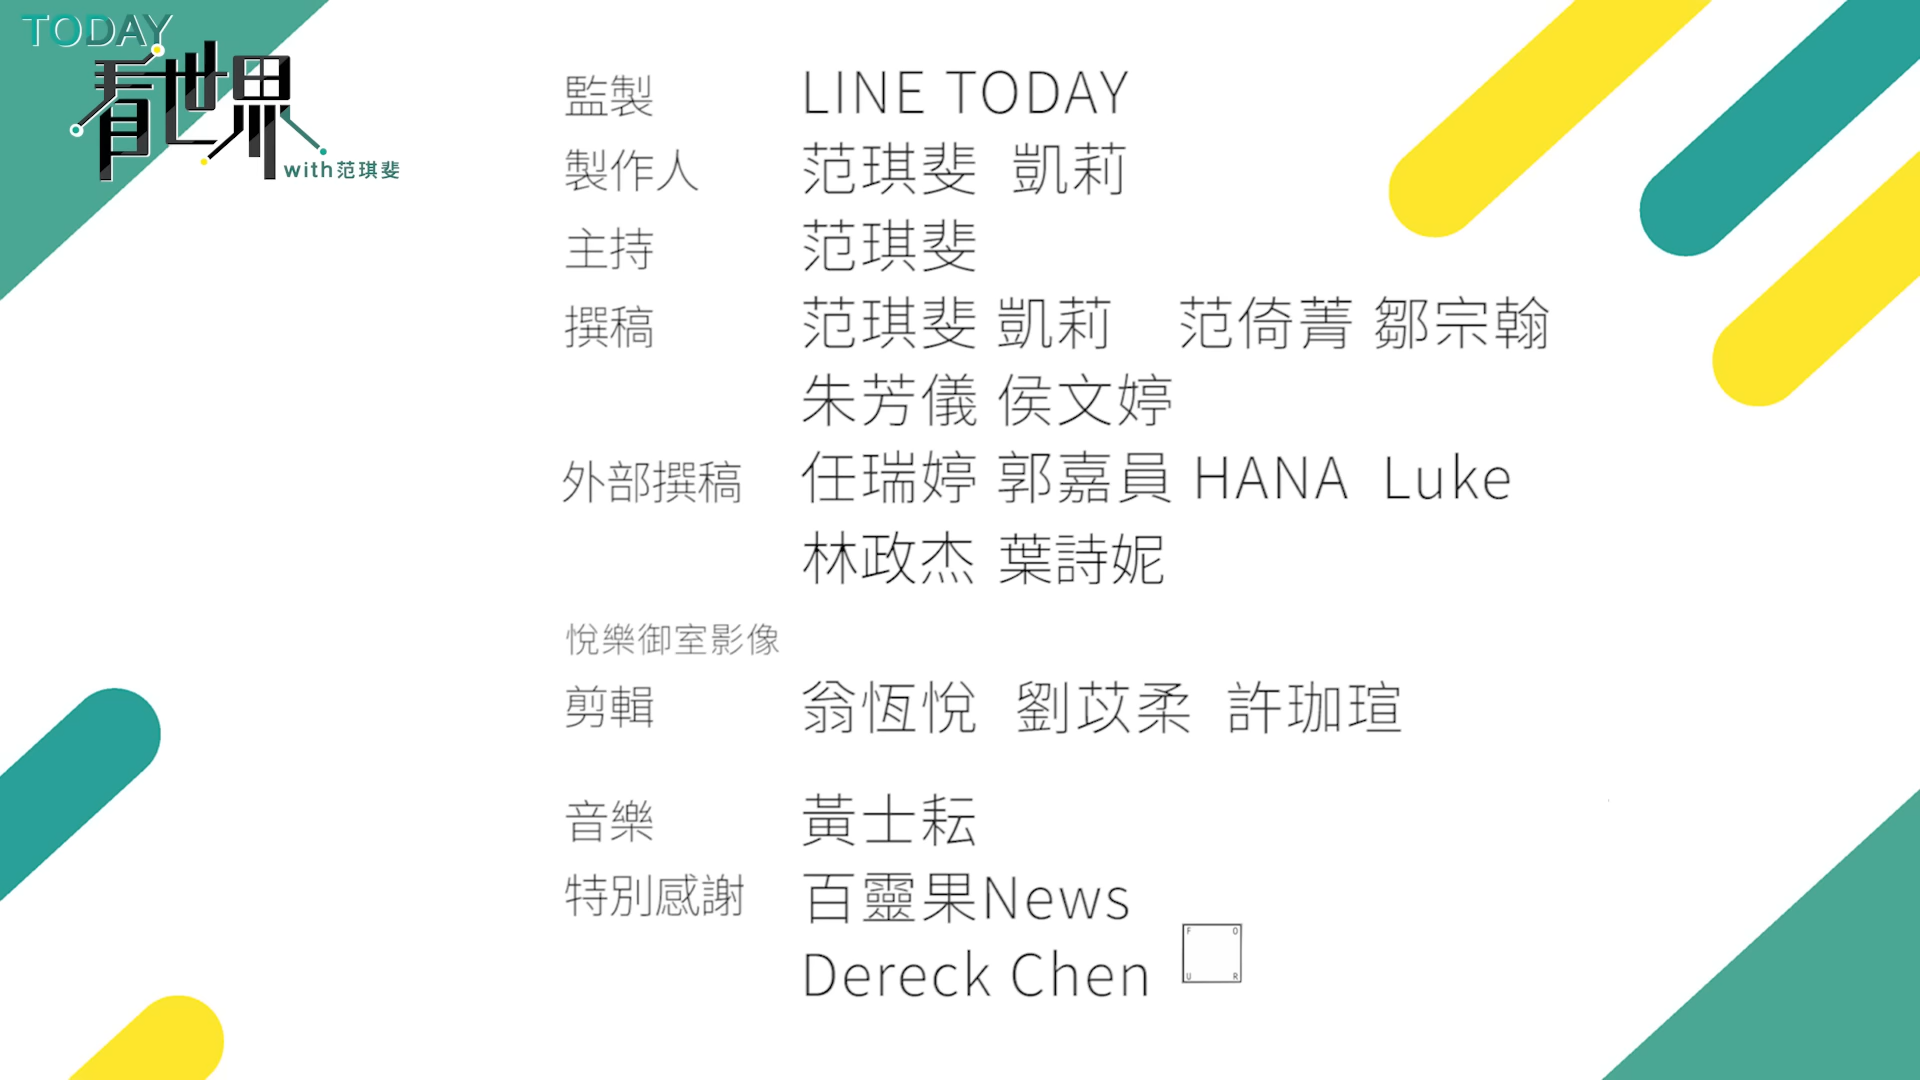 TODAY
看世界
with范琪斐
監製 LINE TODAY
製作人 范琪斐 凱莉
主持 范琪斐
撰稿 范琪斐 凱莉 范倚菁 鄒宗翰
朱芳儀 侯文婷
外部撰稿 任瑞婷 郭嘉員 HANA Luke
林政杰 葉詩妮
悅樂御室影像
剪輯 翁恆悅 劉苡柔 許珈瑄
音樂 黃士耘
特別感謝 百靈果News
Dereck Chen
F O
U R